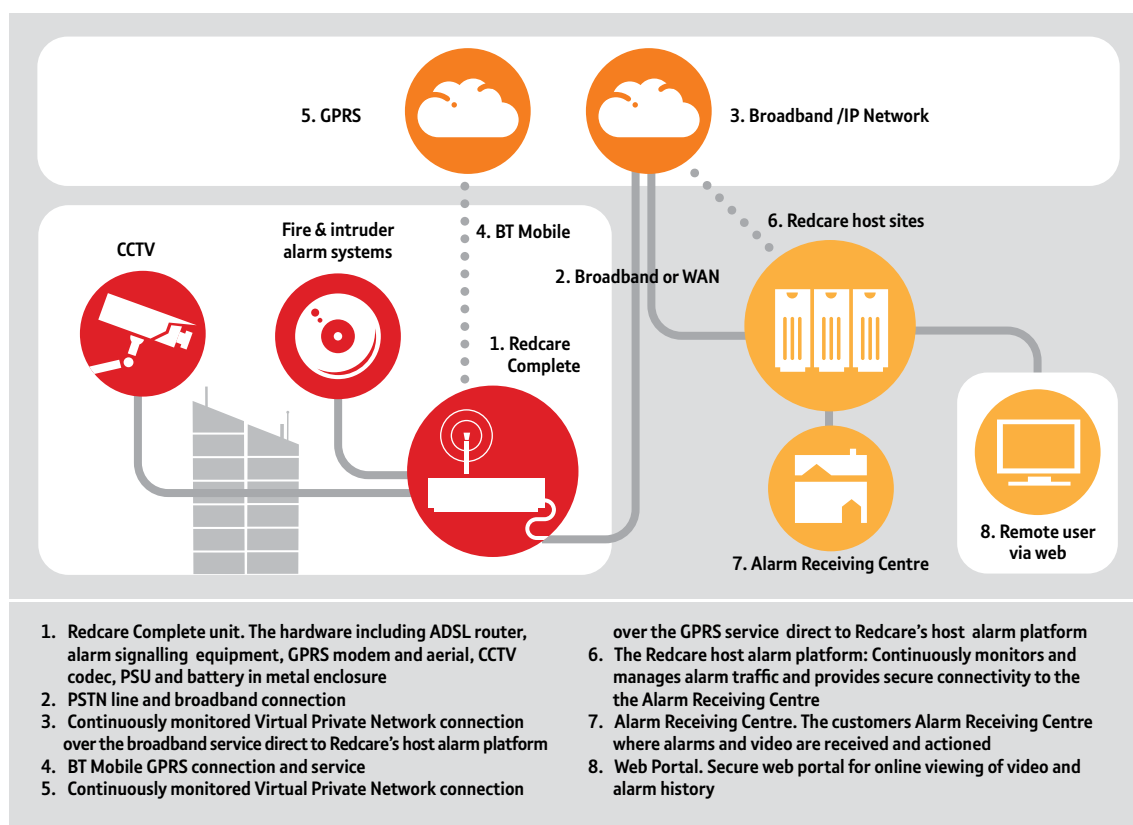 5. GPRS
3. Broadband /IP Network
CCTV
Fire & intruder
alarm systems
4. BT Mobile
6. Redcare host sites
2. Broadband or WAN
1. Redcare
Complete
7. Alarm Receiving Centre
8. Remote user
via web
1. Redcare Complete unit. The hardware including ADSL router,
alarm signalling equipment, GPRS modem and aerial, CCTV
codec, PSU and battery in metal enclosure
2. PSTN line and broadband connection
3. Continuously monitored Virtual Private Network connection
over the broadband service direct to Redcare's host alarm platform
4. BT Mobile GPRS connection and service
5. Continuously monitored Virtual Private Network connection
over the GPRS service direct to Redcare's host alarm platform
6. The Redcare host alarm platform: Continuously monitors and
manages alarm traffic and provides secure connectivity to the
the Alarm Receiving Centre
7. Alarm Receiving Centre. The customers Alarm Receiving Centre
where alarms and video are received and actioned
8. Web Portal. Secure web portal for online viewing of video and
alarm history